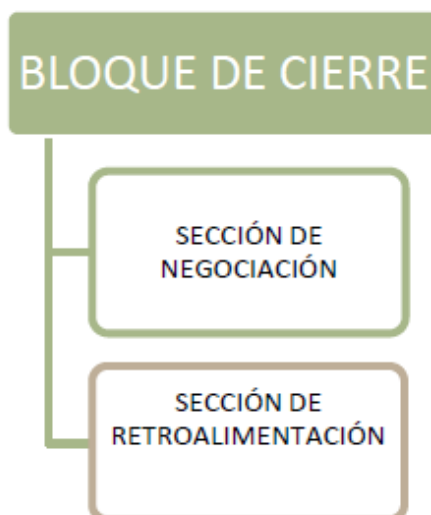 BLOQUE DE CIERRE
SECCIÓN DE
NEGOCIACIÓN
SECCIÓN DE
RETROALIMENTACIÓN